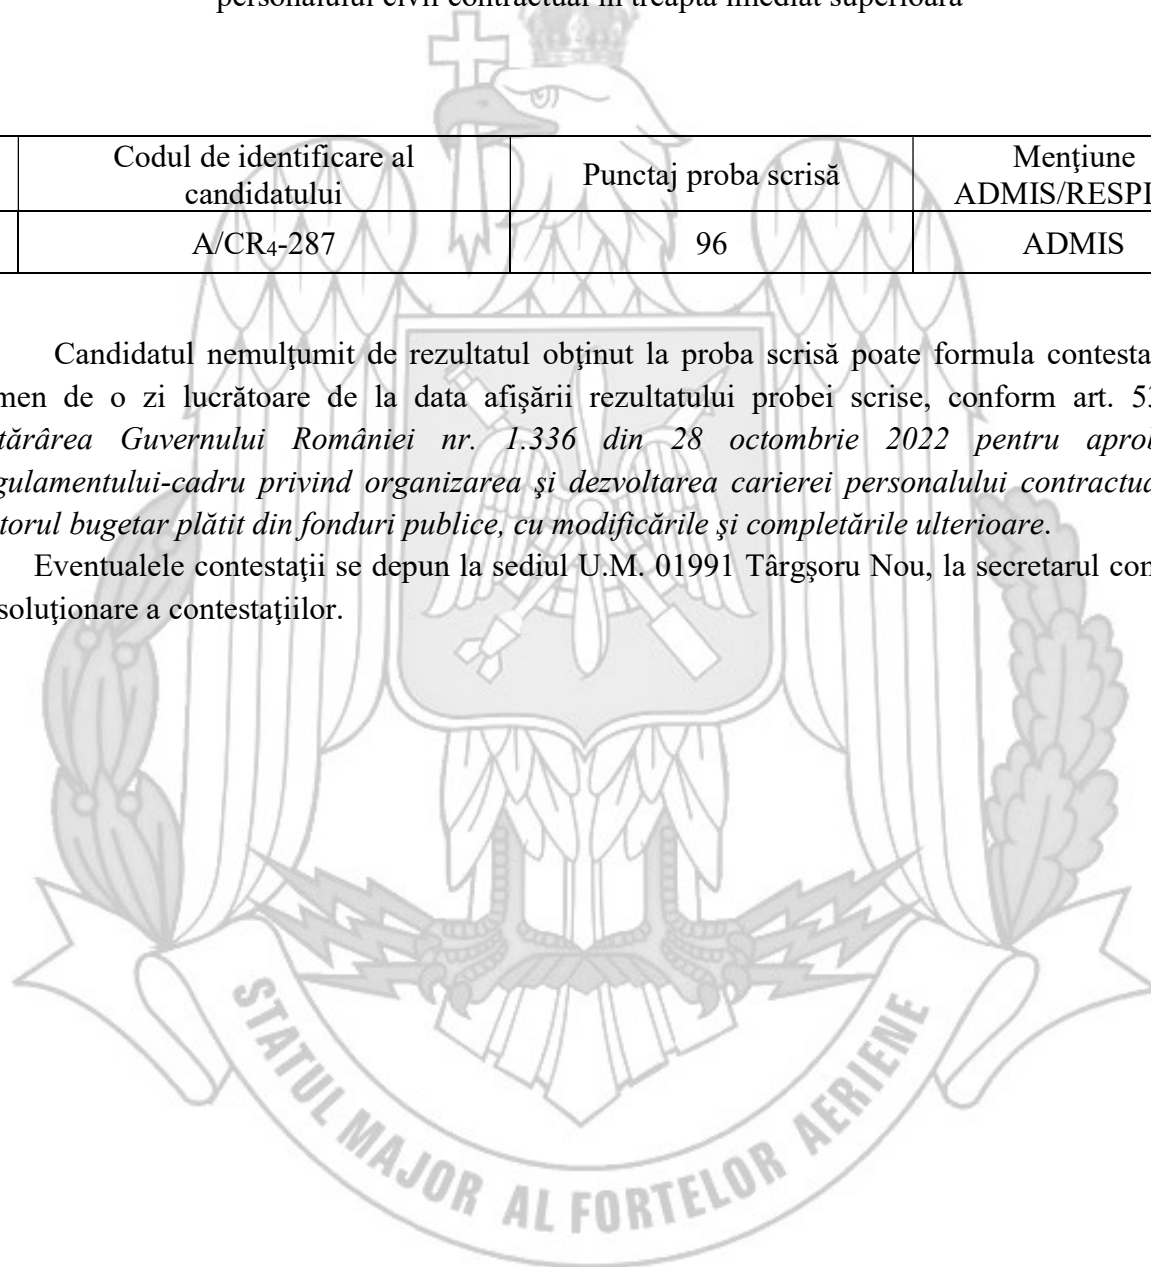 personalului civil contractual în treapta imediat superioară
Codul de identificare al
candidatului
Punctaj proba scrisă
Menţiune
ADMIS/RESPI
A/CR4-287
96
ADMIS
Candidatul nemulţumit de rezultatul obţinut la proba scrisă poate formula contesta
men de o zi lucrătoare de la data afişării rezultatului probei scrise, conform art. 53
tărârea Guvernului României nr. 1.336 din 28 octombrie 2022 pentru aprob
gulamentului-cadru privind organizarea şi dezvoltarea carierei personalului contractua
torul bugetar plătit din fonduri publice, cu modificările şi completările ulterioare.
Eventualele contestaţii se depun la sediul U.M. 01991 Târgşoru Nou, la secretarul com
soluţionare a contestaţiilor.
STATUL MAJOR AL FORTELOR AERIENE